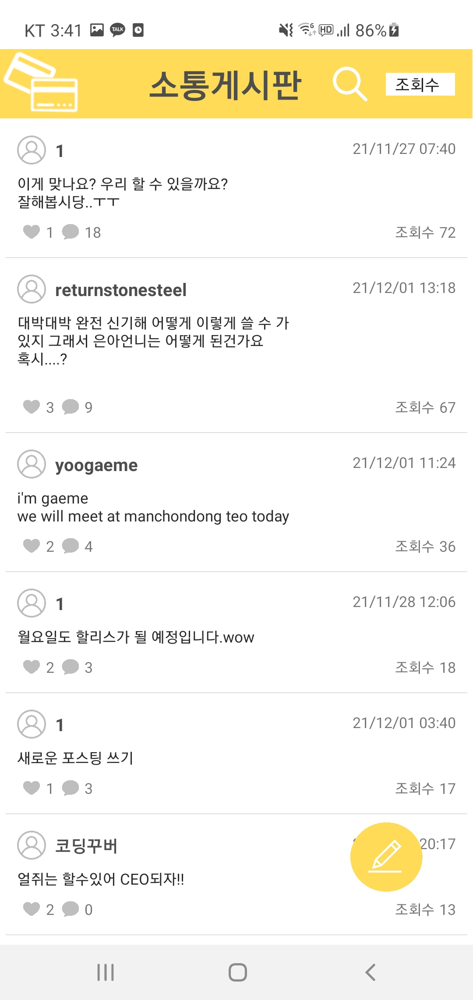 KT 3:41 TALK HD 86%
소통게시판 조회수
1 21/11/27 07:40
이게 맞나요? 우리 할 수 있을까요?
잘해봅시당..ㅜㅜ
1 18 조회수 72
returnstonesteel 21/12/01 13:18
대박대박 완전 신기해 어떻게 이렇게 쓸 수 가
있지 그래서 은아언니는 어떻게 된건가요
혹시....?
3 9 조회수 67
yoogaeme 21/12/01 11:24
i'm gaeme
we will meet at manchondong teo today
2 4 조회수 36
1 21/11/28 12:06
월요일도 할리스가 될 예정입니다.wow
2 3 조회수 18
1 21/12/01 03:40
새로운 포스팅 쓰기
1 3 조회수 17
코딩꾸버 20:17
얼쥐는 할수있어 CEO되자!!
2 0 조회수 13